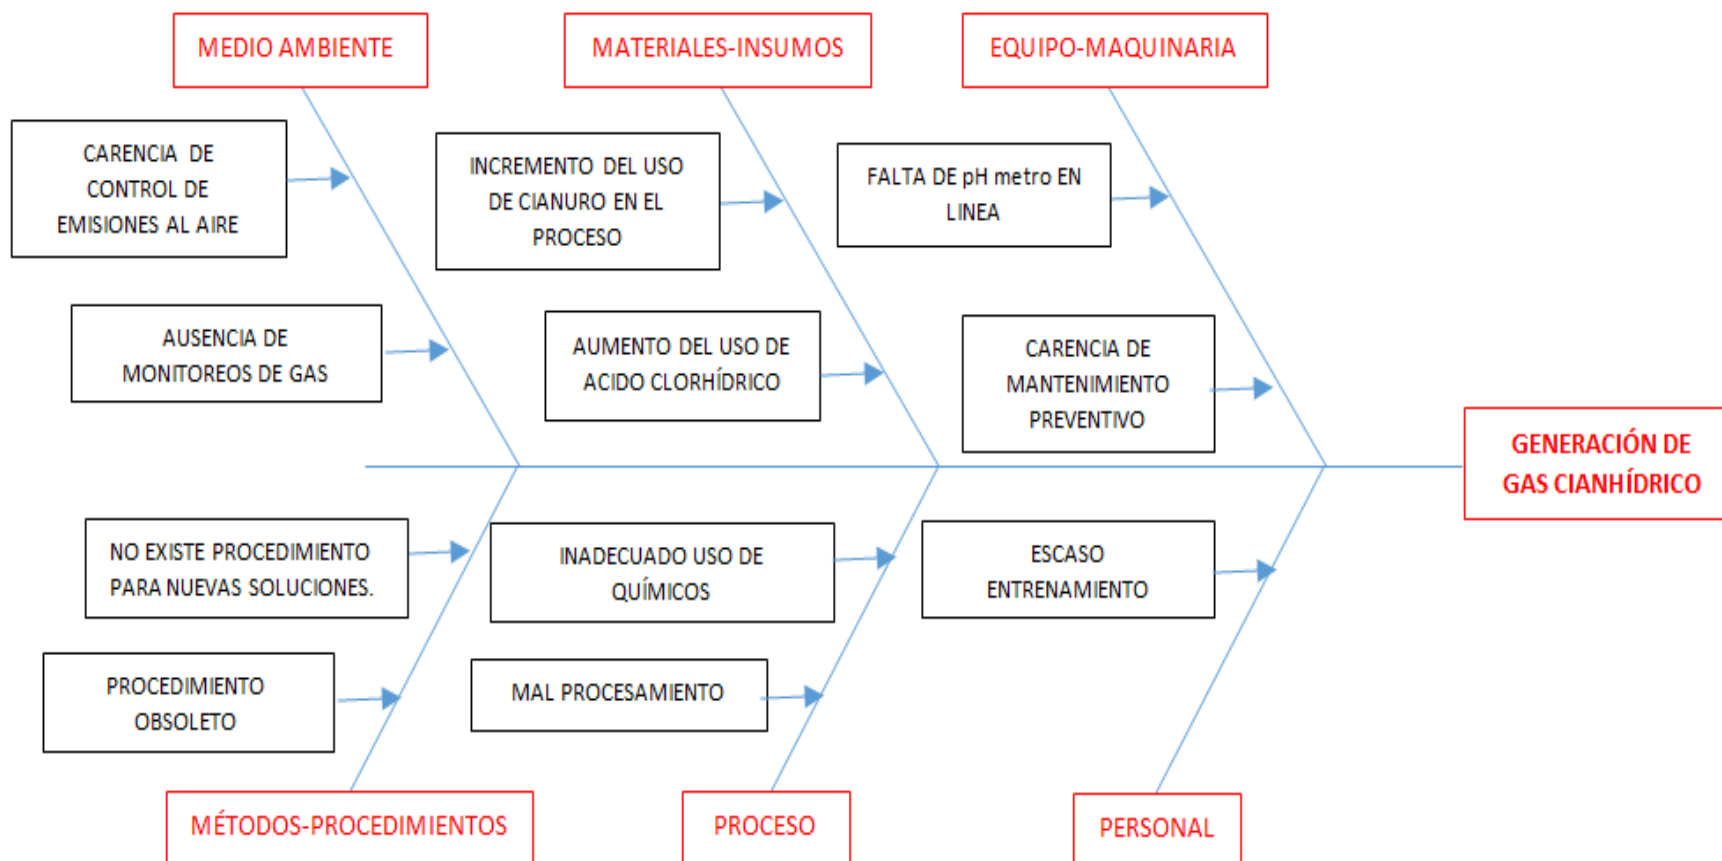 MEDIO AMBIENTE
MATERIALES-INSUMOS
EQUIPO-MAQUINARIA
CARENCIA DE
CONTROL DE
EMISIONES AL AIRE
INCREMENTO DEL USO
DE CIANURO EN EL
PROCESO
FALTA DE pH metro EN
LINEA
AUSENCIA DE
MONITOREOS DE GAS
AUMENTO DEL USO DE
ACIDO CLORHÍDRICO
CARENCIA DE
MANTENIMIENTO
PREVENTIVO
GENERACIÓN DE
GAS CIANHÍDRICO
NO EXISTE PROCEDIMIENTO
PARA NUEVAS SOLUCIONES.
INADECUADO USO DE
QUÍMICOS
ESCASO
ENTRENAMIENTO
PROCEDIMIENTO
OBSOLETO
MAL PROCESAMIENTO
MÉTODOS-PROCEDIMIENTOS
PROCESO
PERSONAL